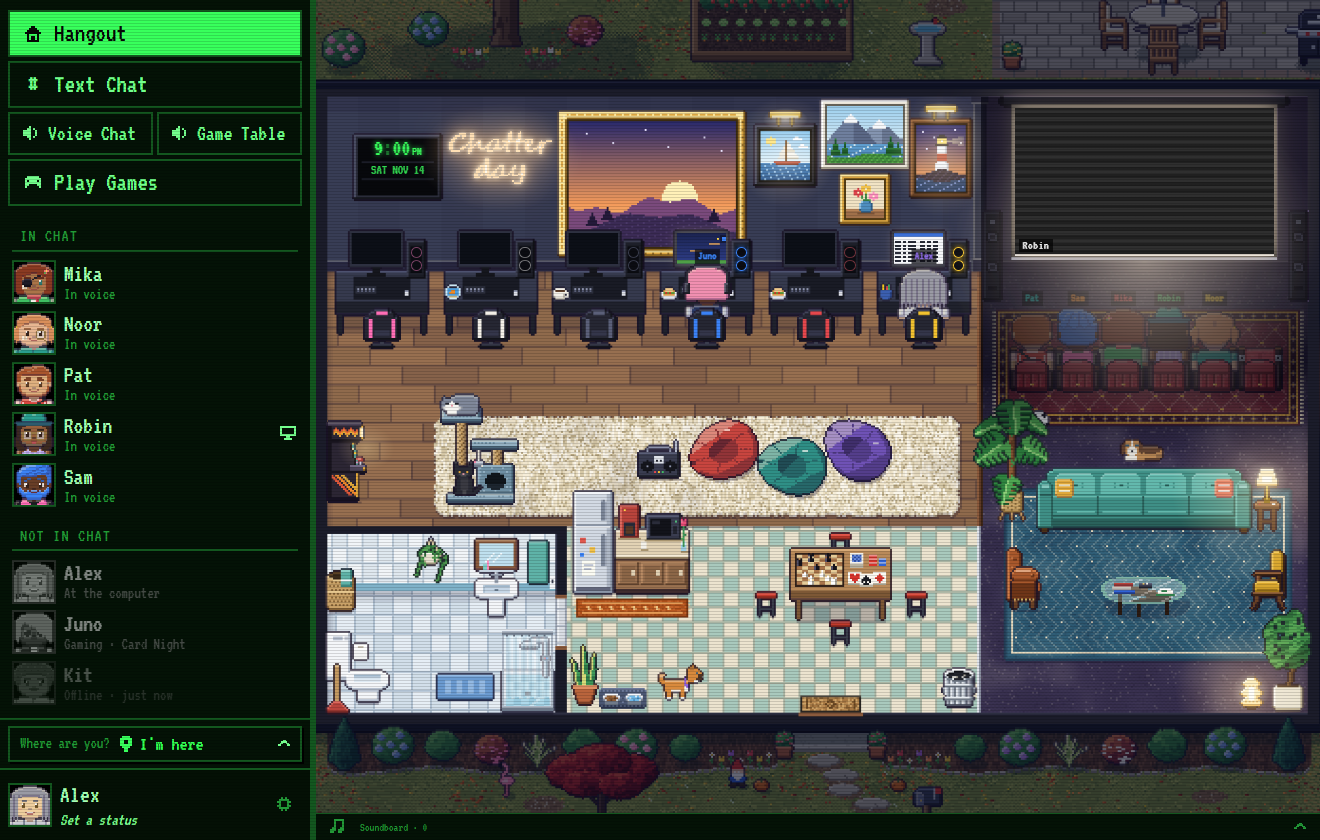 Hangout
# Text Chat
Voice Chat
Game Table
Play Games
IN CHAT
Mika
In voice
Noor
In voice
Pat
In voice
Robin
In voice
Sam
In voice
NOT IN CHAT
Alex
At the computer
Juno
Gaming · Card Night
Kit
Offline · just now
Where are you? I'm here
Alex
Set a status
9:00 PM
SAT NOV 14
Chatter
day
Juno
Alex
Robin
Pat
Sam
Mika
Robin
Noor
Soundboard · 0